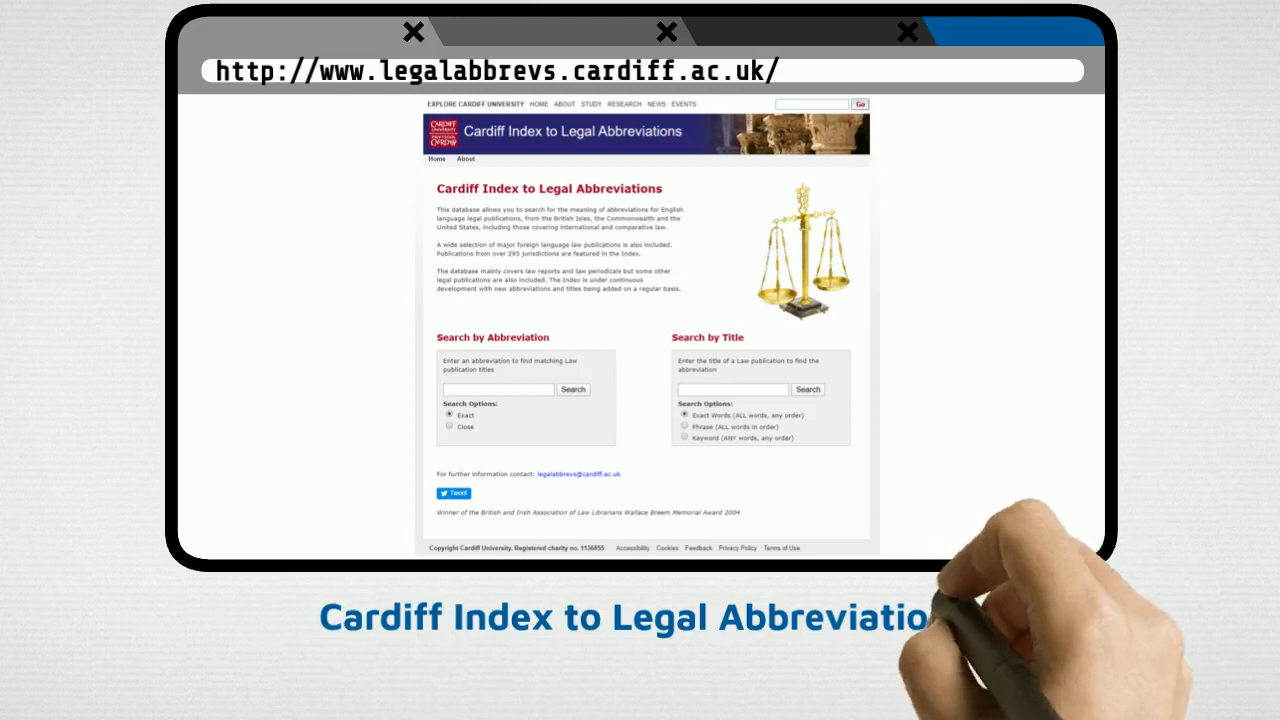 http://www.legalabbrevs.cardiff.ac.uk/
EXPLORE CARDIFF UNIVERSITY HOME ABOUT STUDY RESEARCH NEWS EVENTS
Go
CARDIFF
UNIVERSITY
PRIFYSGOL
CAERDYDD
Cardiff Index to Legal Abbreviations
Home About
Cardiff Index to Legal Abbreviations
This database allows you to search for the meaning of abbreviations for English
language legal publications, from the British Isles, the Commonwealth and the
United States, including those covering international and comparative law.
A wide selection of major foreign language law publications is also included.
Publications from over 295 jurisdictions are featured in the Index.
The database mainly covers law reports and law periodicals but some other
legal publications are also included. The Index is under continuous
development with new abbreviations and titles being added on a regular basis.
Search by Abbreviation
Enter an abbreviation to find matching Law
publication titles
Search
Search Options:
Exact
Close
Search by Title
Enter the title of a Law publication to find the
abbreviation
Search
Search Options:
Exact Words (ALL words, any order)
Phrase (ALL words in order)
Keyword (ANY words, any order)
For further information contact: legalabbrevs@cardiff.ac.uk
Tweet
Winner of the British and Irish Association of Law Librarians Wallace Breem Memorial Award 2004
Copyright Cardiff University. Registered charity no. 1136855 Accessibility Cookies Feedback Privacy Policy Terms of Use
Cardiff Index to Legal Abbreviatio